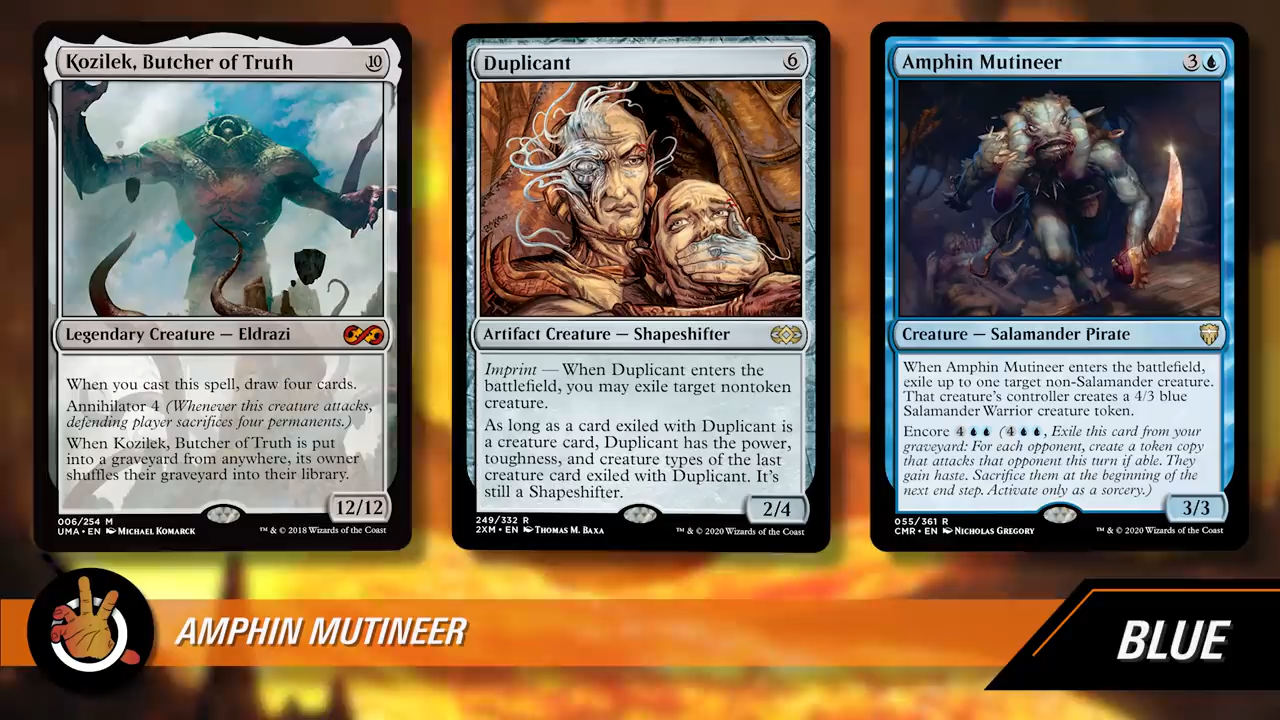 Kozilek, Butcher of Truth 10
Legendary Creature — Eldrazi
When you cast this spell, draw four cards.
Annihilator 4 (Whenever this creature attacks,
defending player sacrifices four permanents.)
When Kozilek, Butcher of Truth is put
into a graveyard from anywhere, its owner
shuffles their graveyard into their library.
12/12
006/254 M
UMA • EN Michael Komarck
™ & © 2018 Wizards of the Coast
Duplicant 6
Artifact Creature — Shapeshifter
Imprint — When Duplicant enters the
battlefield, you may exile target nontoken
creature.
As long as a card exiled with Duplicant is
a creature card, Duplicant has the power,
toughness, and creature types of the last
creature card exiled with Duplicant. It's
still a Shapeshifter.
2/4
249/332 R
2XM • EN Thomas M. Baxa
™ & © 2020 Wizards of the Coast
Amphin Mutineer 3
Creature — Salamander Pirate
When Amphin Mutineer enters the battlefield,
exile up to one target non-Salamander creature.
That creature's controller creates a 4/3 blue
Salamander Warrior creature token.
Encore 4 (4, Exile this card from your
graveyard: For each opponent, create a token copy
that attacks that opponent this turn if able. They
gain haste. Sacrifice them at the beginning of the
next end step. Activate only as a sorcery.)
3/3
055/361 R
CMR • EN Nicholas Gregory
™ & © 2020 Wizards of the Coast
AMPHIN MUTINEER
BLUE